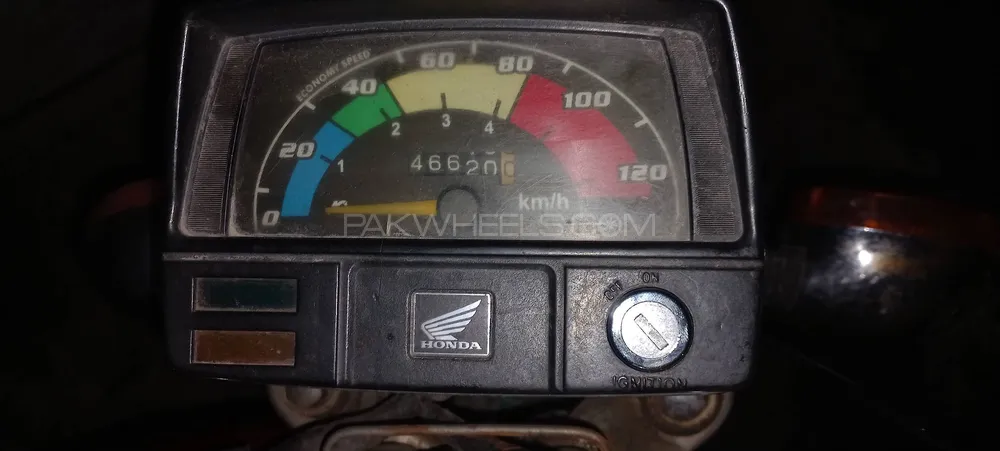 ECONOMY SPEED
0 20 40 60 80 100 120
1 2 3 4
4662
km/h
PAKWHEELS.COM
HONDA
OFF ON
IGNITION